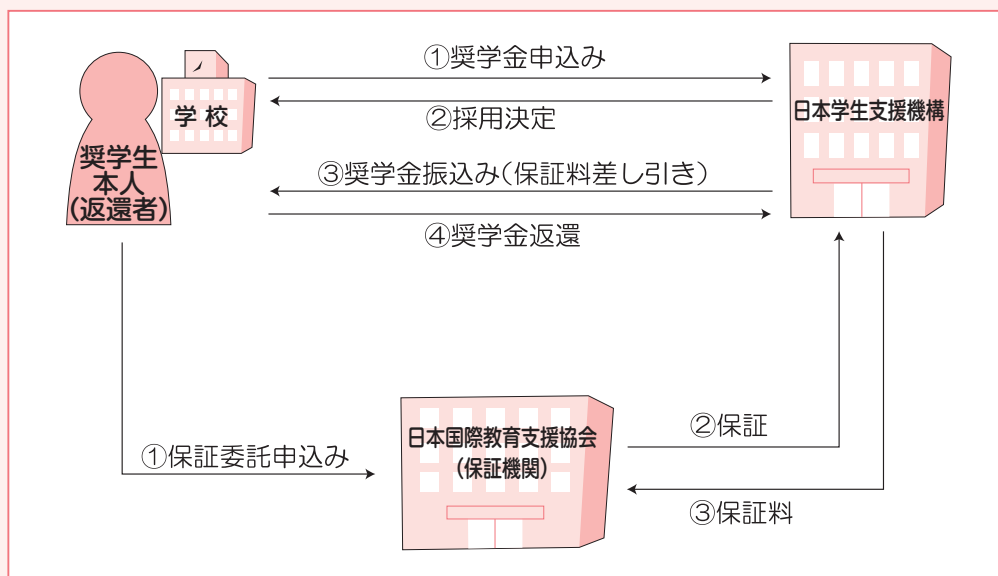 ①奨学金申込み
学校
日本学生支援機構
②採用決定
奨学生
本人
(返還者)
③奨学金振込み(保証料差し引き)
④奨学金返還
①保証委託申込み
日本国際教育支援協会
(保証機関)
②保証
③保証料